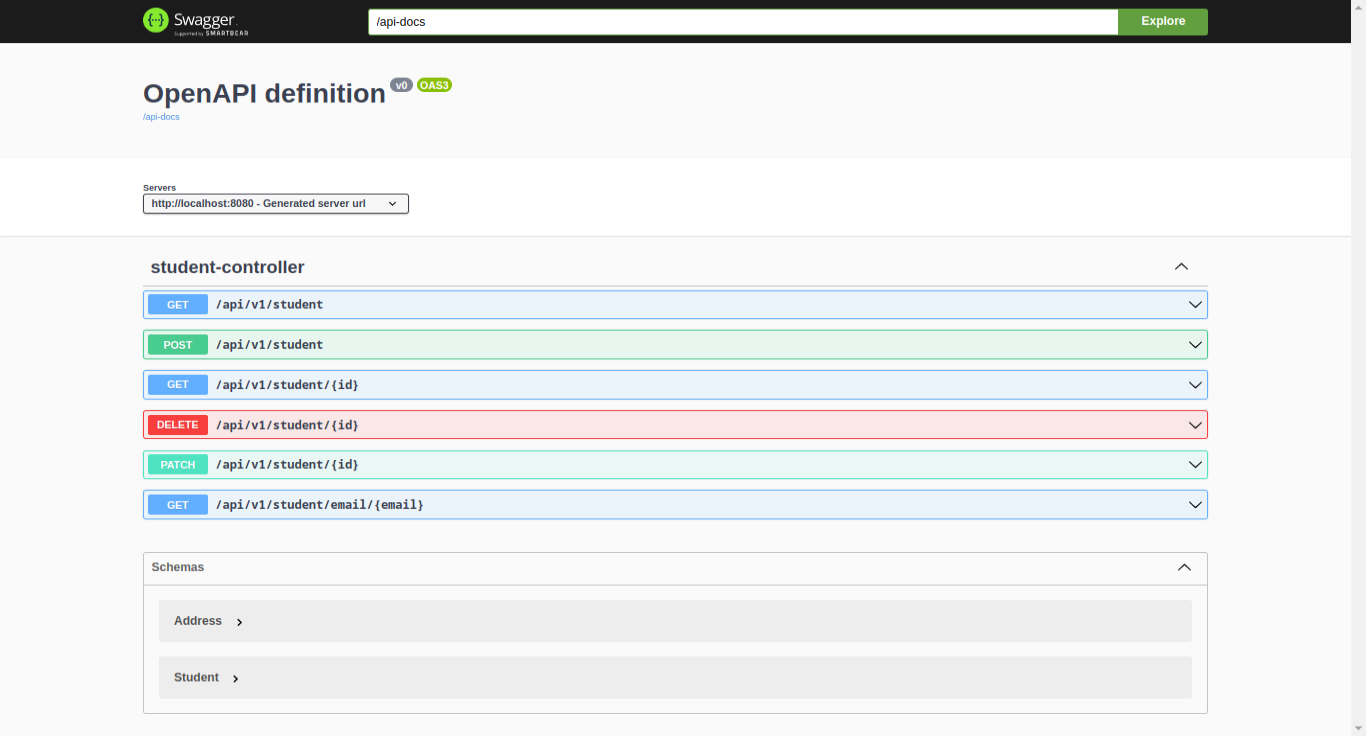 {···} Swagger.
Supported by SMARTBEAR
/api-docs
Explore
OpenAPI definition v0 OAS3
/api-docs
Servers
http://localhost:8080 - Generated server url
student-controller
GET /api/v1/student
POST /api/v1/student
GET /api/v1/student/{id}
DELETE /api/v1/student/{id}
PATCH /api/v1/student/{id}
GET /api/v1/student/email/{email}
Schemas
Address
Student